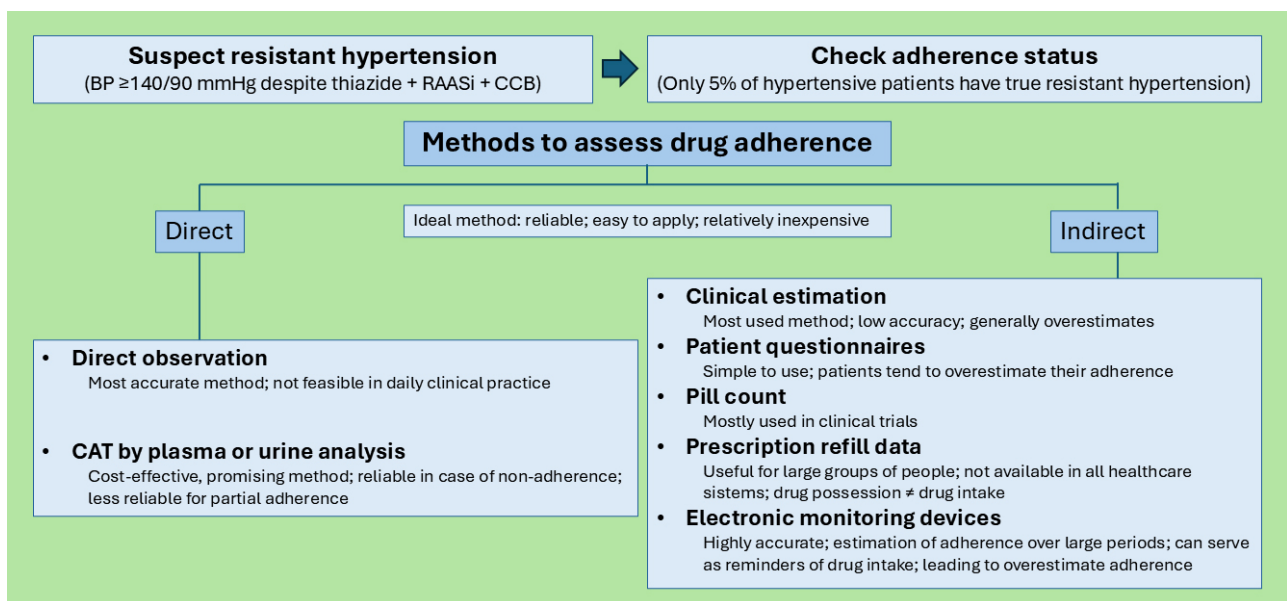 Suspect resistant hypertension
(BP ≥140/90 mmHg despite thiazide + RAASi + CCB)
Check adherence status
(Only 5% of hypertensive patients have true resistant hypertension)
Methods to assess drug adherence
Direct
Ideal method: reliable; easy to apply; relatively inexpensive
Indirect
• Direct observation
Most accurate method; not feasible in daily clinical practice
• CAT by plasma or urine analysis
Cost-effective, promising method; reliable in case of non-adherence;
less reliable for partial adherence
• Clinical estimation
Most used method; low accuracy; generally overestimates
• Patient questionnaires
Simple to use; patients tend to overestimate their adherence
• Pill count
Mostly used in clinical trials
• Prescription refill data
Useful for large groups of people; not available in all healthcare
sistems; drug possession ≠ drug intake
• Electronic monitoring devices
Highly accurate; estimation of adherence over large periods; can serve
as reminders of drug intake; leading to overestimate adherence